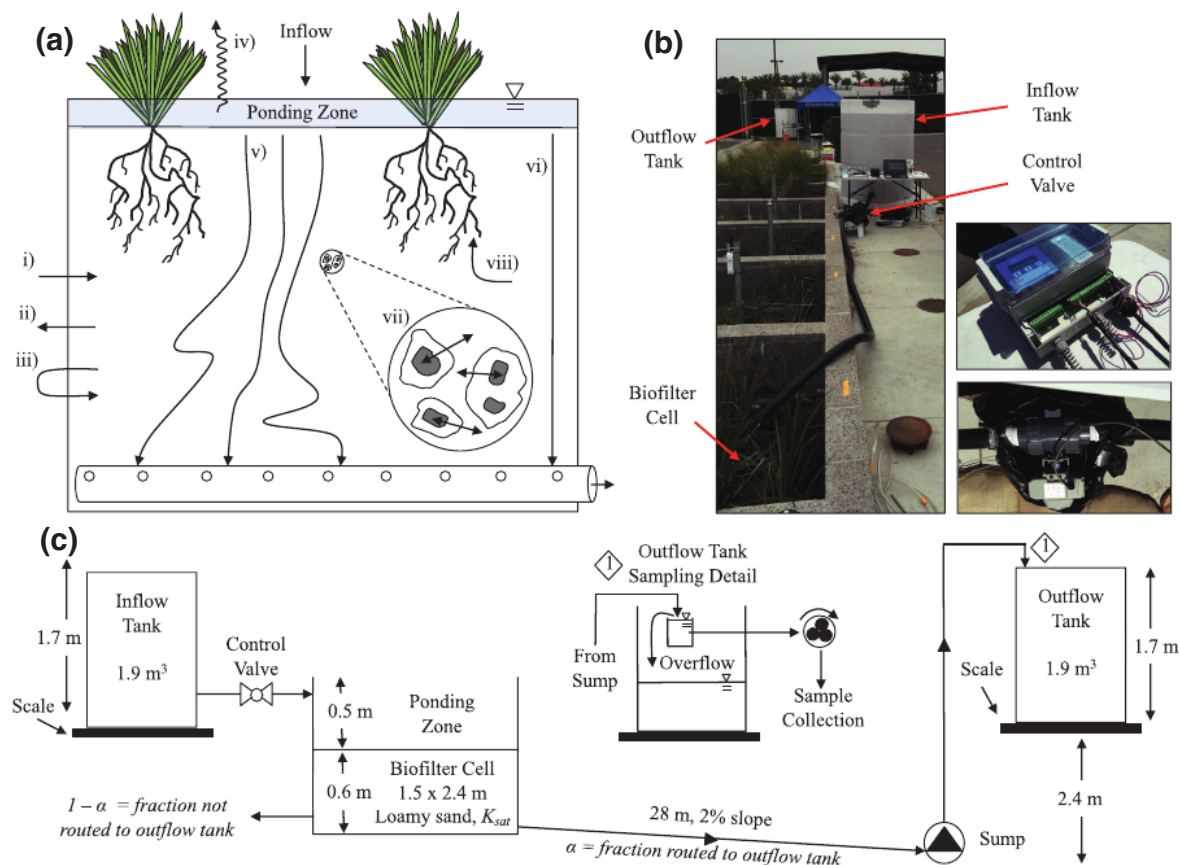 (a)
iv)
Inflow
Ponding Zone
v)
vi)
i)
ii)
iii)
vii)
viii)
(b)
Outflow
Tank
Inflow
Tank
Control
Valve
Biofilter
Cell
(c)
1.7 m
Inflow
Tank
1.9 m³
Scale
Control
Valve
0.5 m
Ponding
Zone
0.6 m
Biofilter Cell
1.5 x 2.4 m
Loamy sand, Ksat
1 – α = fraction not
routed to outflow tank
28 m, 2% slope
α = fraction routed to outflow tank
1
Outflow Tank
Sampling Detail
From
Sump
Overflow
Sample
Collection
1
Outflow
Tank
1.9 m³
1.7 m
Scale
2.4 m
Sump